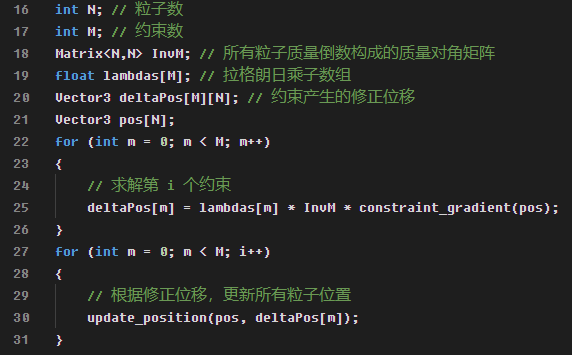 16 int N; // 粒子数
17 int M; // 约束数
18 Matrix<N,N> InvM; // 所有粒子质量倒数构成的质量对角矩阵
19 float lambdas[M]; // 拉格朗日乘子数组
20 Vector3 deltaPos[M][N]; // 约束产生的修正位移
21 Vector3 pos[N];
22 for (int m = 0; m < M; m++)
23 {
24 // 求解第 i 个约束
25 deltaPos[m] = lambdas[m] * InvM * constraint_gradient(pos);
26 }
27 for (int m = 0; m < M; i++)
28 {
29 // 根据修正位移，更新所有粒子位置
30 update_position(pos, deltaPos[m]);
31 }